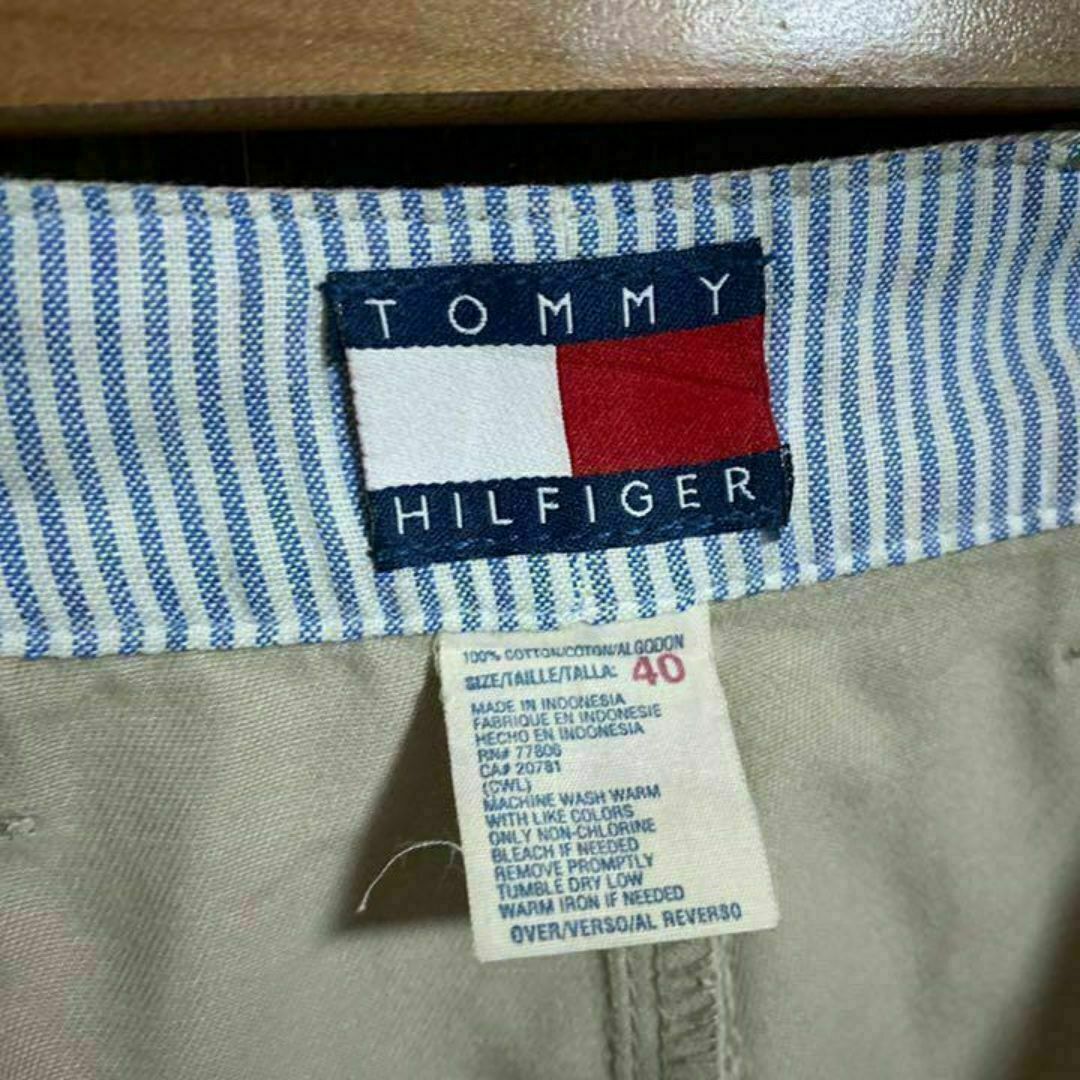 TOMMY
HILFIGER
100% COTTON/COTON/ALGODON
SIZE/TAILLE/TALLA: 40
MADE IN INDONESIA
FABRIQUE EN INDONESIE
HECHO EN INDONESIA
RN# 77806
CA# 20781
(CWL)
MACHINE WASH WARM
WITH LIKE COLORS
ONLY NON-CHLORINE
BLEACH IF NEEDED
REMOVE PROMPTLY
TUMBLE DRY LOW
WARM IRON IF NEEDED
OVER/VERSO/AL REVERSO